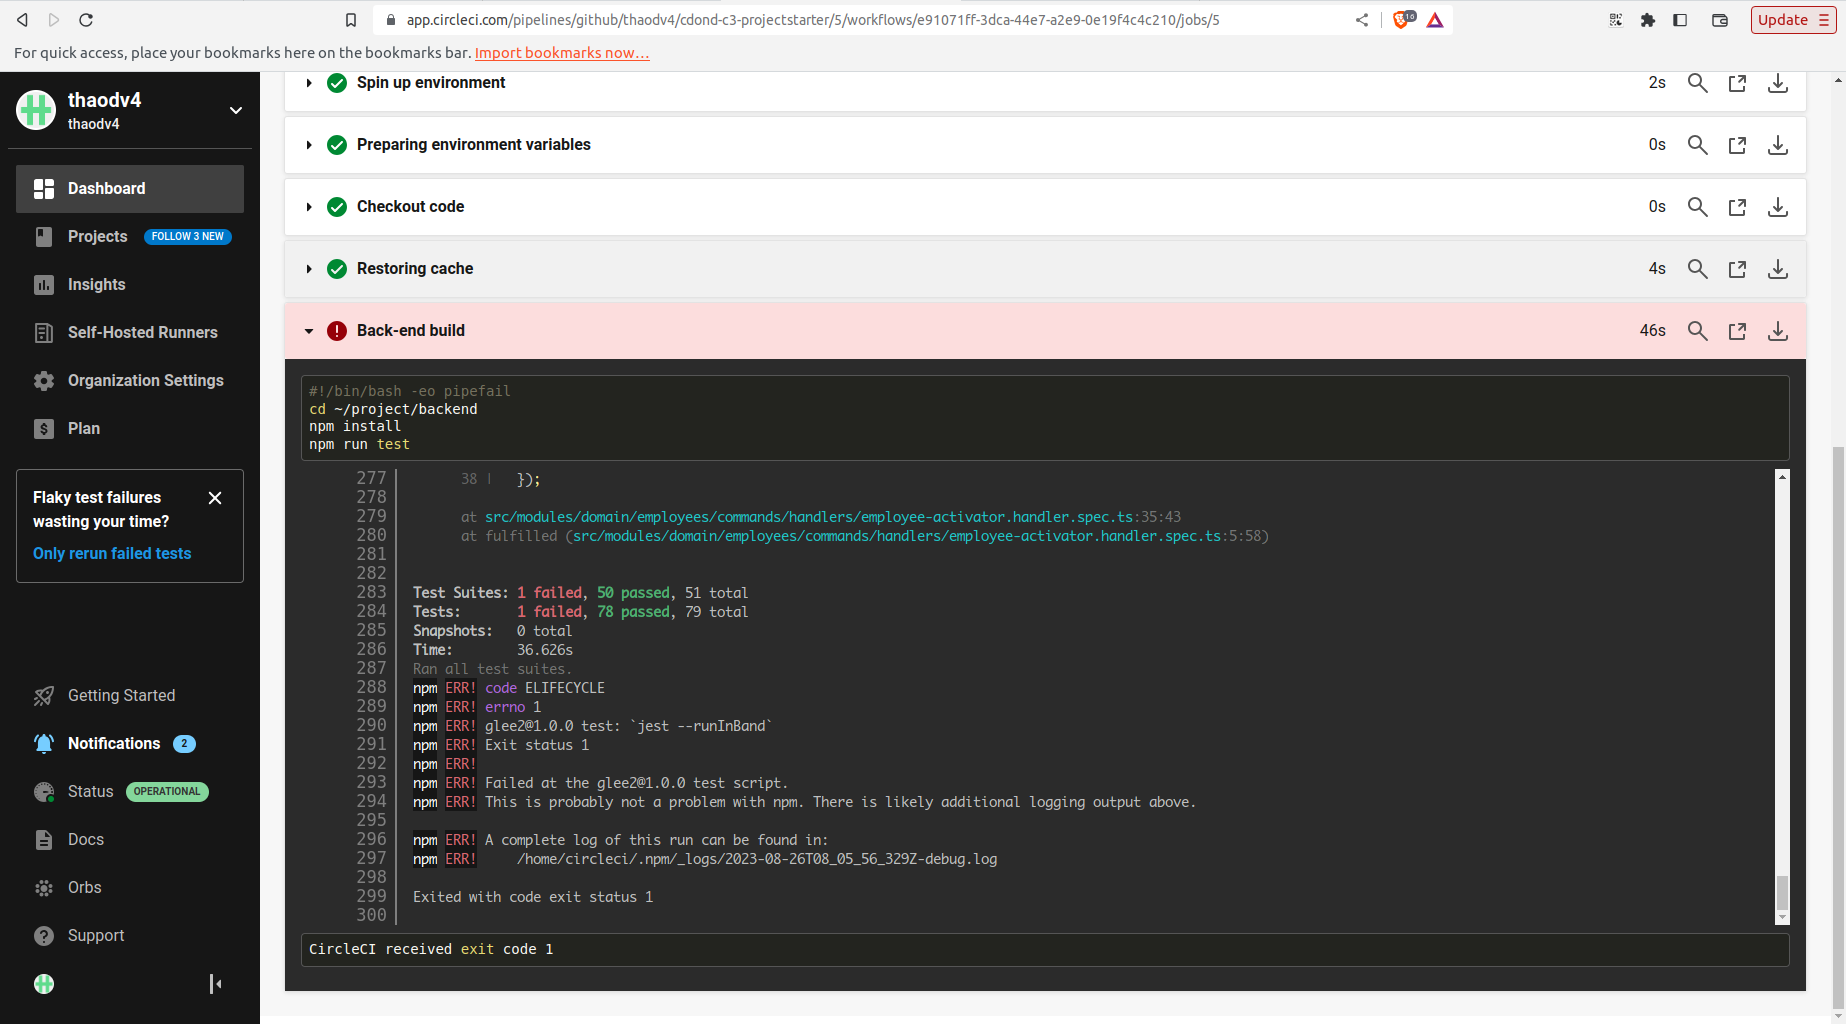 app.circleci.com/pipelines/github/thaodv4/cdond-c3-projectstarter/5/workflows/e91071ff-3dca-44e7-a2e9-0e19f4c4c210/jobs/5
16
Update
For quick access, place your bookmarks here on the bookmarks bar. Import bookmarks now...
thaodv4
thaodv4
Dashboard
Projects FOLLOW 3 NEW
Insights
Self-Hosted Runners
Organization Settings
Plan
Flaky test failures
wasting your time?
Only rerun failed tests
Getting Started
Notifications 2
Status OPERATIONAL
Docs
Orbs
Support
Spin up environment 2s
Preparing environment variables 0s
Checkout code 0s
Restoring cache 4s
Back-end build 46s
#!/bin/bash -eo pipefail
cd ~/project/backend
npm install
npm run test
277 38 | });
278
279 at src/modules/domain/employees/commands/handlers/employee-activator.handler.spec.ts:35:43
280 at fulfilled (src/modules/domain/employees/commands/handlers/employee-activator.handler.spec.ts:5:58)
281
282
283 Test Suites: 1 failed, 50 passed, 51 total
284 Tests: 1 failed, 78 passed, 79 total
285 Snapshots: 0 total
286 Time: 36.626s
287 Ran all test suites.
288 npm ERR! code ELIFECYCLE
289 npm ERR! errno 1
290 npm ERR! glee2@1.0.0 test: `jest --runInBand`
291 npm ERR! Exit status 1
292 npm ERR!
293 npm ERR! Failed at the glee2@1.0.0 test script.
294 npm ERR! This is probably not a problem with npm. There is likely additional logging output above.
295
296 npm ERR! A complete log of this run can be found in:
297 npm ERR! /home/circleci/.npm/_logs/2023-08-26T08_05_56_329Z-debug.log
298
299 Exited with code exit status 1
300
CircleCI received exit code 1